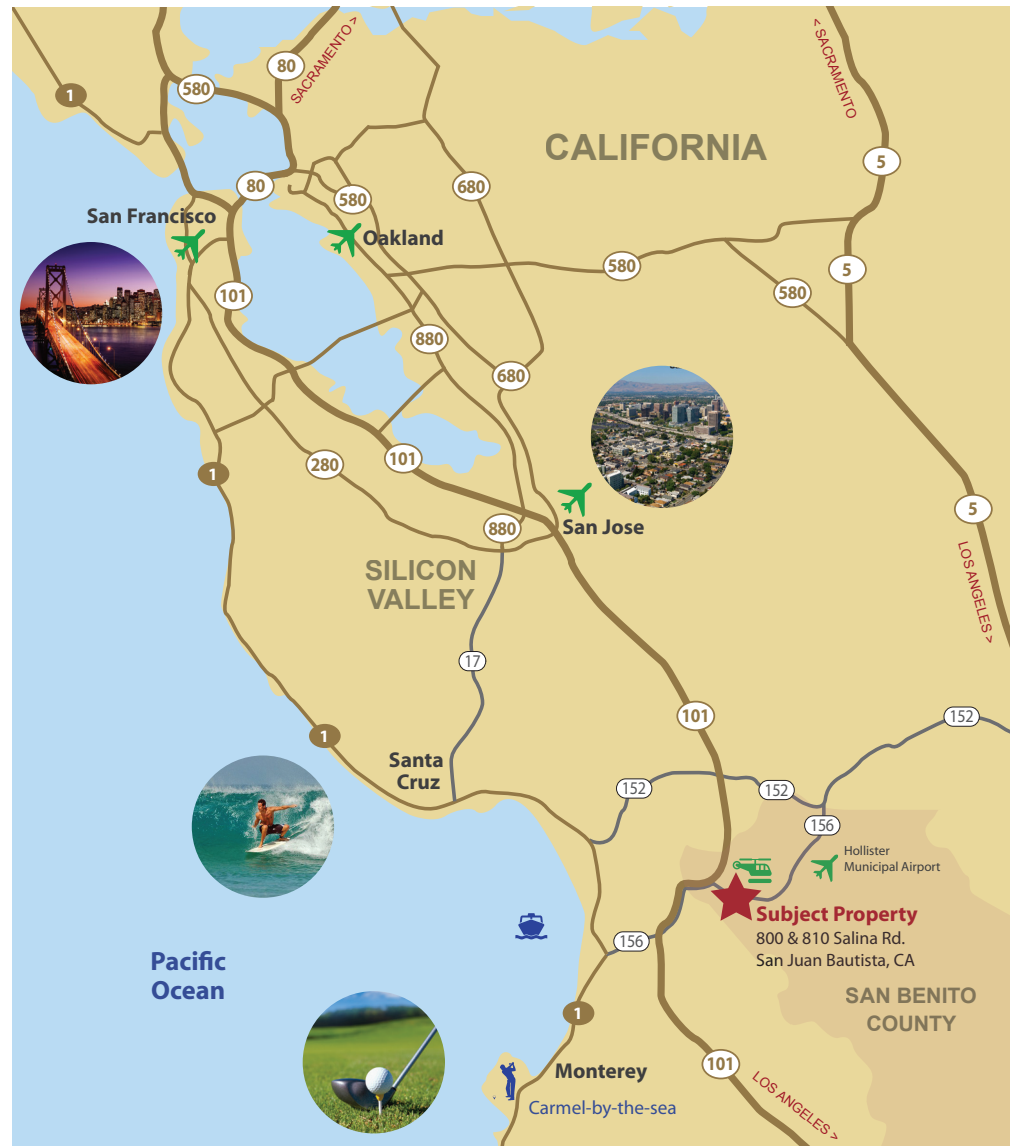 80
SACRAMENTO >
< SACRAMENTO
1
580
CALIFORNIA
5
80
680
580
San Francisco
Oakland
580
5
101
580
880
680
280
101
1
5
880
San Jose
LOS ANGELES >
SILICON
VALLEY
17
101
152
1
Santa
Cruz
152
152
156
Hollister
Municipal Airport
Subject Property
800 & 810 Salina Rd.
San Juan Bautista, CA
156
Pacific
Ocean
SAN BENITO
COUNTY
1
Monterey
101
LOS ANGELES >
Carmel-by-the-sea